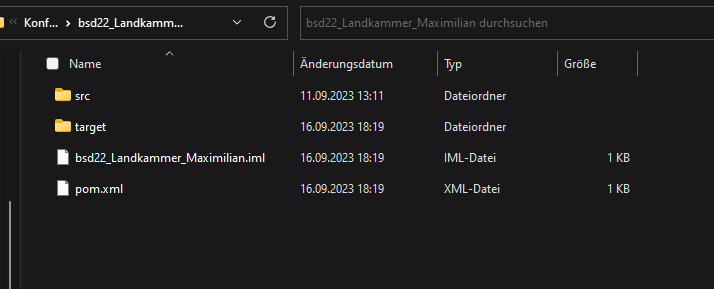 Konf... bsd22_Landkamm... bsd22_Landkammer_Maximilian durchsuchen
Name Änderungsdatum Typ Größe
src 11.09.2023 13:11 Dateiordner
target 16.09.2023 18:19 Dateiordner
bsd22_Landkammer_Maximilian.iml 16.09.2023 18:19 IML-Datei 1 KB
pom.xml 16.09.2023 18:19 XML-Datei 1 KB